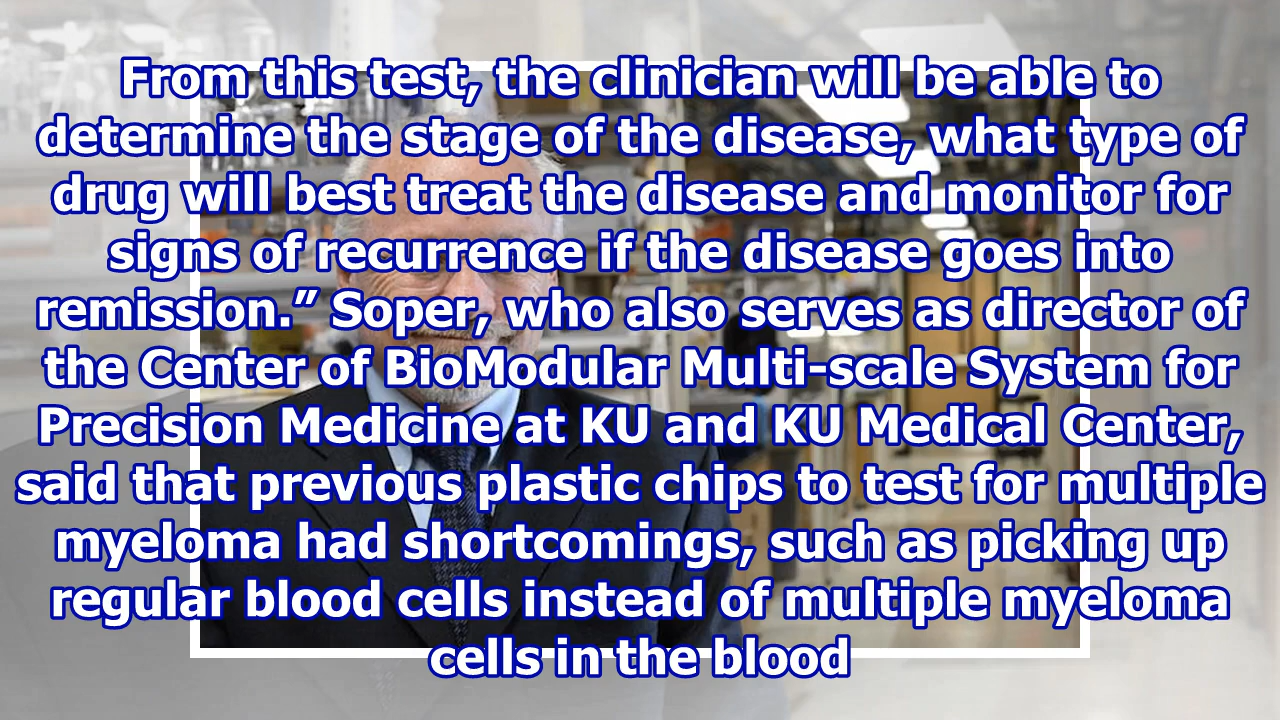 From this test, the clinician will be able to
determine the stage of the disease, what type of
drug will best treat the disease and monitor for
signs of recurrence if the disease goes into
remission.” Soper, who also serves as director of
the Center of BioModular Multi-scale System for
Precision Medicine at KU and KU Medical Center,
said that previous plastic chips to test for multiple
myeloma had shortcomings, such as picking up
regular blood cells instead of multiple myeloma
cells in the blood